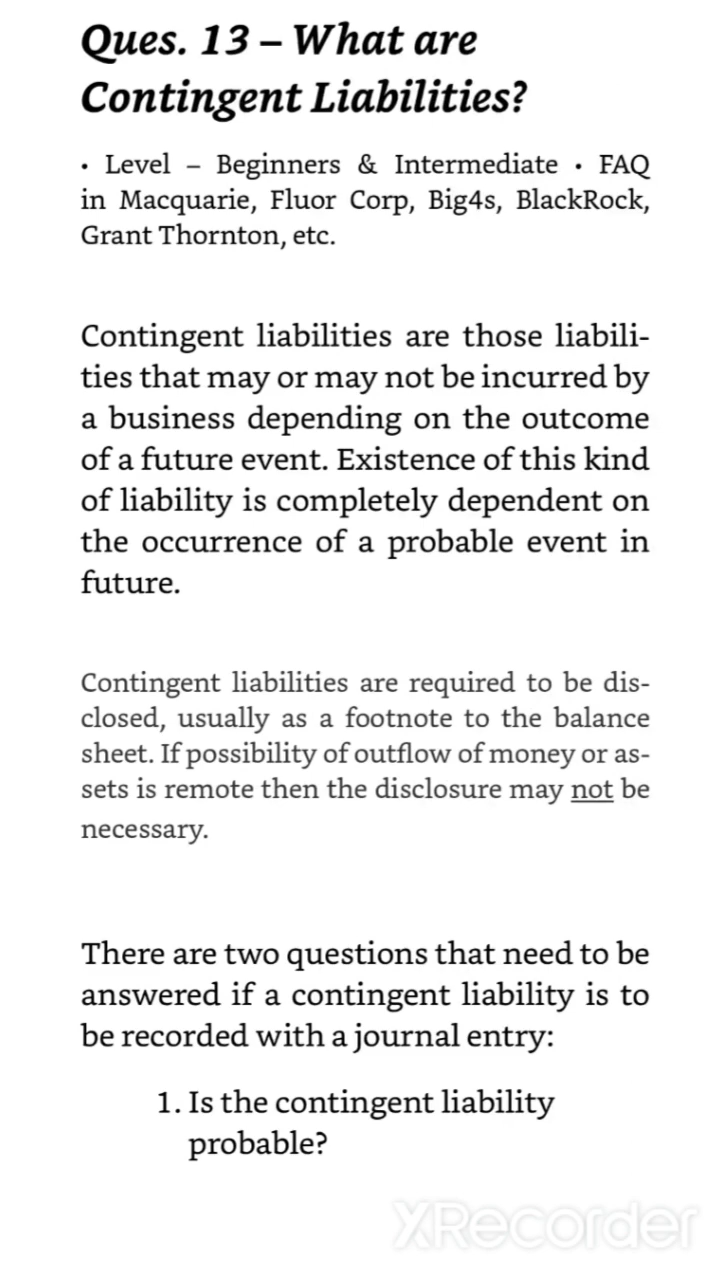 Ques. 13 – What are
Contingent Liabilities?
• Level – Beginners & Intermediate • FAQ
in Macquarie, Fluor Corp, Big4s, BlackRock,
Grant Thornton, etc.
Contingent liabilities are those liabili-
ties that may or may not be incurred by
a business depending on the outcome
of a future event. Existence of this kind
of liability is completely dependent on
the occurrence of a probable event in
future.
Contingent liabilities are required to be dis-
closed, usually as a footnote to the balance
sheet. If possibility of outflow of money or as-
sets is remote then the disclosure may not be
necessary.
There are two questions that need to be
answered if a contingent liability is to
be recorded with a journal entry:
1. Is the contingent liability
probable?
XRecorder